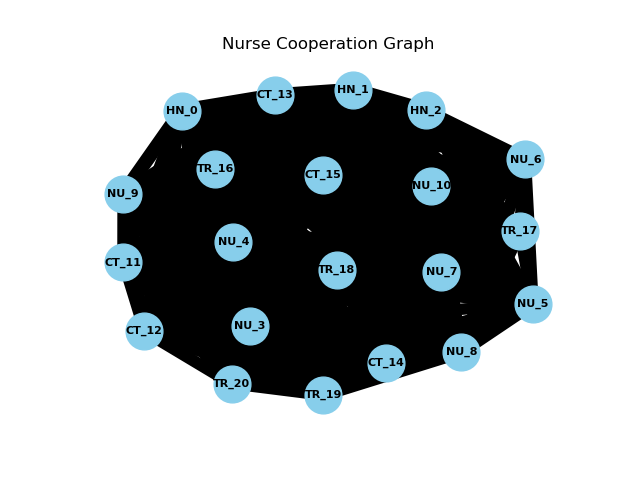 Nurse Cooperation Graph
HN_1
CT_13
HN_0
HN_2
NU_6
TR_16
CT_15
NU_10
NU_9
TR_17
NU_4
CT_11
TR_18
NU_7
NU_5
NU_3
CT_12
NU_8
CT_14
TR_20
TR_19